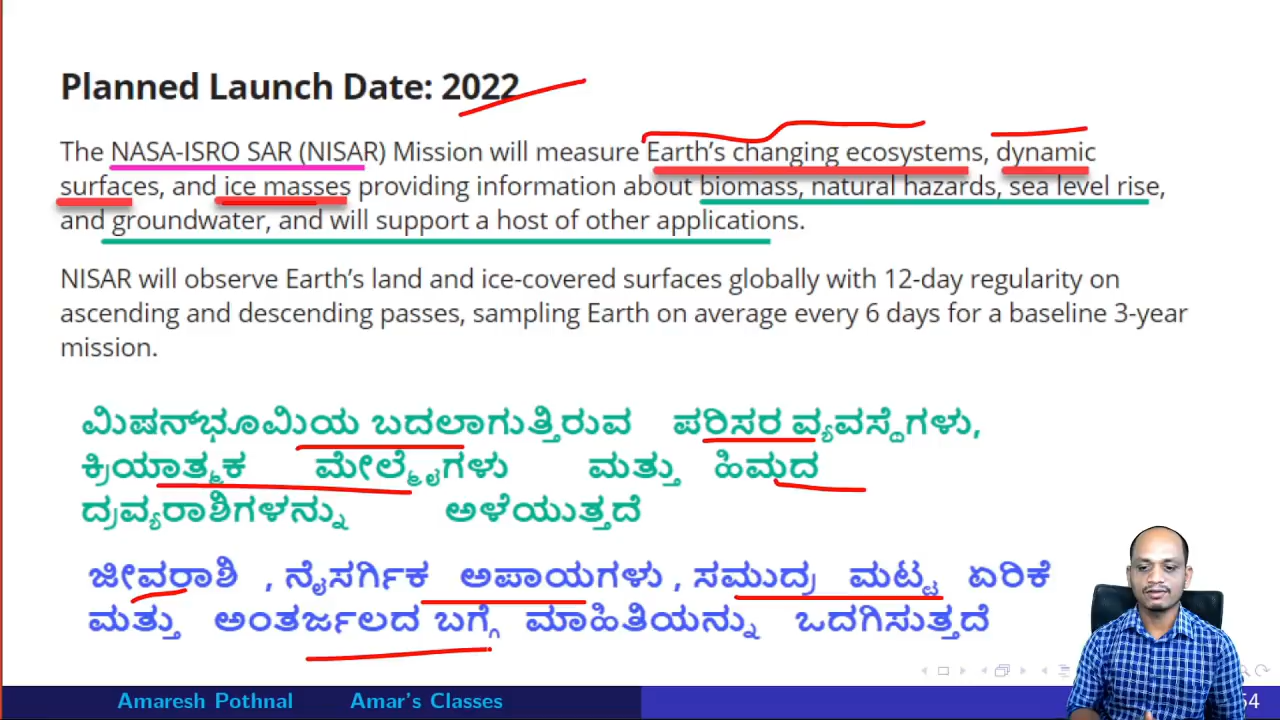 Planned Launch Date: 2022
The NASA-ISRO SAR (NISAR) Mission will measure Earth's changing ecosystems, dynamic
surfaces, and ice masses providing information about biomass, natural hazards, sea level rise,
and groundwater, and will support a host of other applications.
NISAR will observe Earth's land and ice-covered surfaces globally with 12-day regularity on
ascending and descending passes, sampling Earth on average every 6 days for a baseline 3-year
mission.
ಮಿಷನ್‌ಭೂಮಿಯ ಬದಲಾಗುತ್ತಿರುವ ಪರಿಸರ ವ್ಯವಸ್ಥೆಗಳು,
ಕ್ರಿಯಾತ್ಮಕ ಮೇಲ್ಮೈಗಳು ಮತ್ತು ಹಿಮದ
ದ್ರವ್ಯರಾಶಿಗಳನ್ನು ಅಳೆಯುತ್ತದೆ
ಜೀವರಾಶಿ , ನೈಸರ್ಗಿಕ ಅಪಾಯಗಳು , ಸಮುದ್ರ ಮಟ್ಟ ಏರಿಕೆ
ಮತ್ತು ಅಂತರ್ಜಲದ ಬಗ್ಗೆ ಮಾಹಿತಿಯನ್ನು ಒದಗಿಸುತ್ತದೆ
Amaresh Pothnal Amar's Classes 54